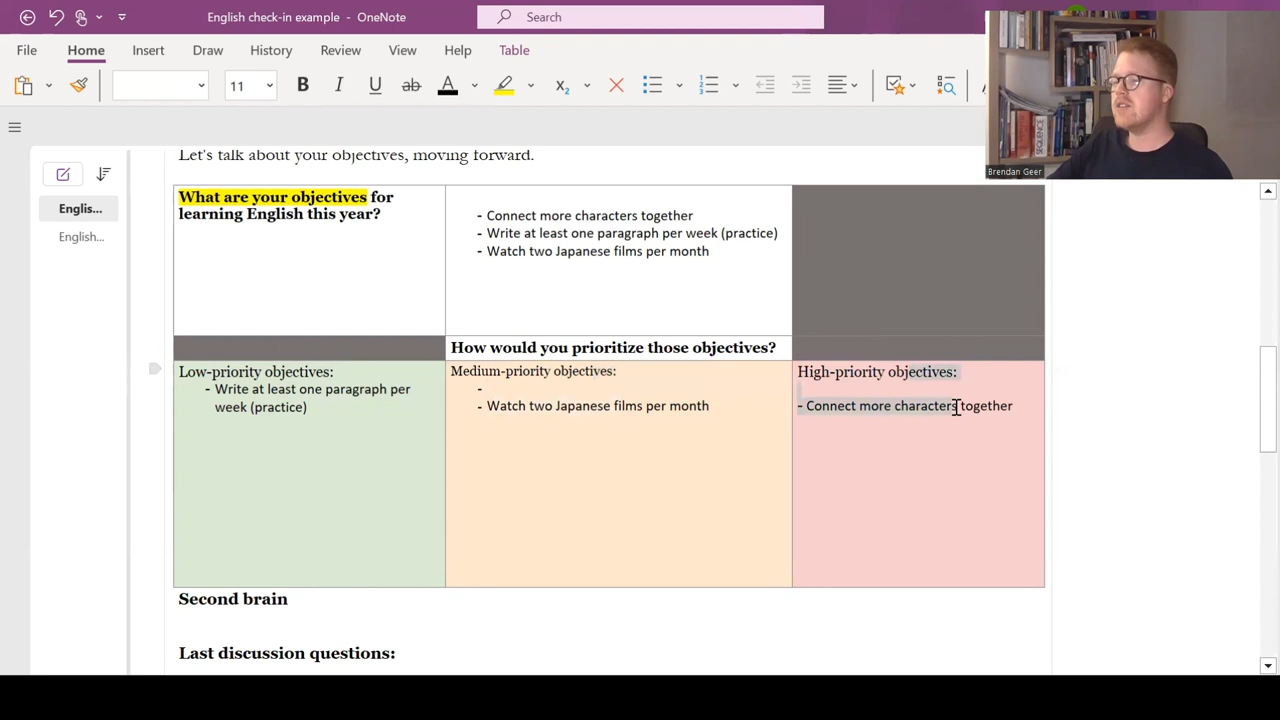 English check-in example - OneNote
Search
File Home Insert Draw History Review View Help Table
11 B I U ab A x₂
Brendan Geer
Let's talk about your objectives, moving forward.
Englis...
English...
What are your objectives for
learning English this year?
- Connect more characters together
- Write at least one paragraph per week (practice)
- Watch two Japanese films per month
How would you prioritize those objectives?
Low-priority objectives:
- Write at least one paragraph per
week (practice)
Medium-priority objectives:
-
- Watch two Japanese films per month
High-priority objectives:
- Connect more characters together
Second brain
Last discussion questions: